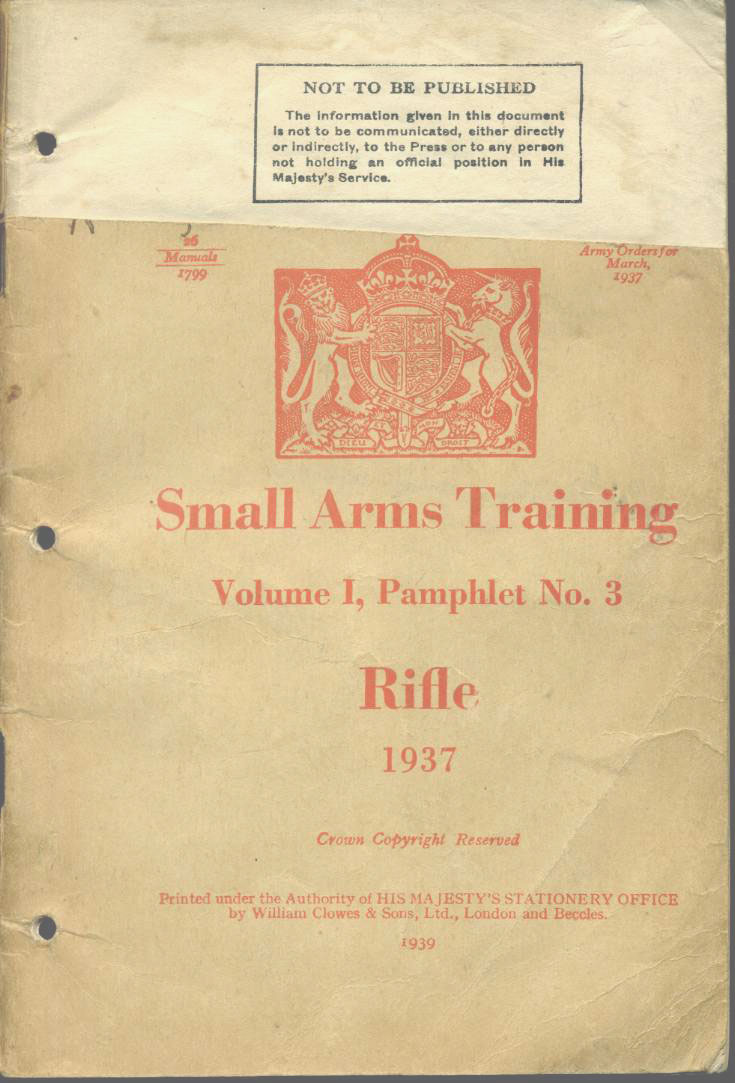 NOT TO BE PUBLISHED
The information given in this document
is not to be communicated, either directly
or indirectly, to the Press or to any person
not holding an official position in His
Majesty's Service.
26
Manuals
1799
Army Orders for
March,
1937
DIEU ET MON DROIT
Small Arms Training
Volume I, Pamphlet No. 3
Rifle
1937
Crown Copyright Reserved
Printed under the Authority of HIS MAJESTY'S STATIONERY OFFICE
by William Clowes & Sons, Ltd., London and Beccles.
1939